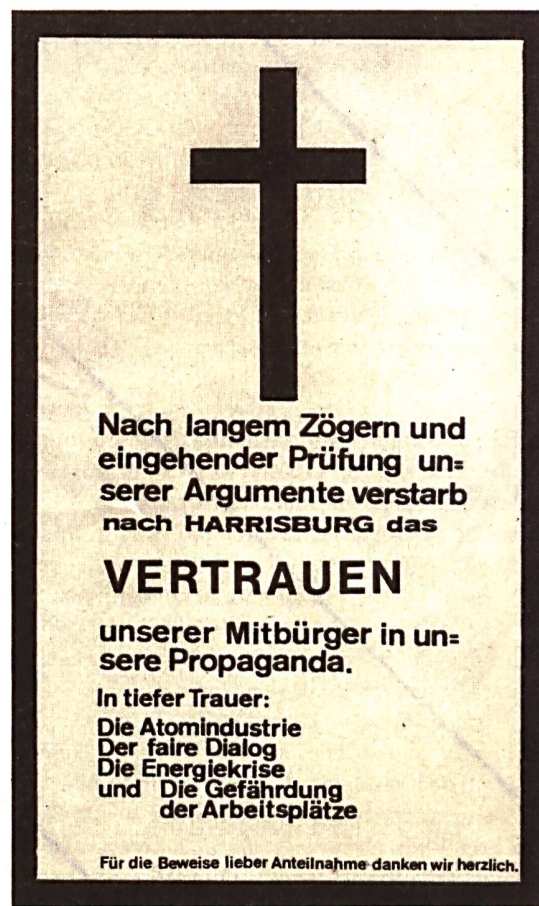 Nach langem Zögern und
eingehender Prüfung un=
serer Argumente verstarb
nach HARRISBURG das
VERTRAUEN
unserer Mitbürger in un=
sere Propaganda.
In tiefer Trauer:
Die Atomindustrie
Der faire Dialog
Die Energiekrise
und Die Gefährdung
der Arbeitsplätze
Für die Beweise lieber Anteilnahme danken wir herzlich.